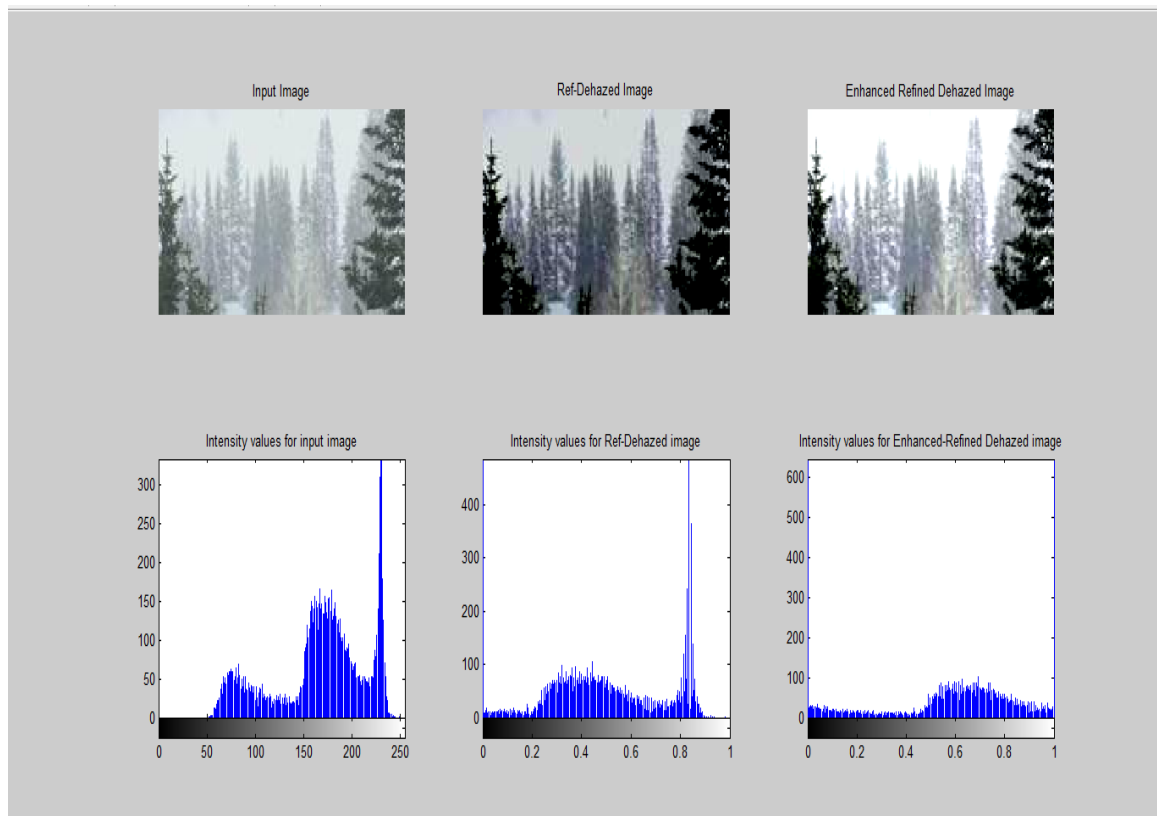 Input Image
Ref-Dehazed Image
Enhanced Refined Dehazed Image
Intensity values for input image
300
250
200
150
100
50
0
0 50 100 150 200 250
Intensity values for Ref-Dehazed image
400
300
200
100
0
0 0.2 0.4 0.6 0.8 1
Intensity values for Enhanced-Refined Dehazed image
600
500
400
300
200
100
0
0 0.2 0.4 0.6 0.8 1